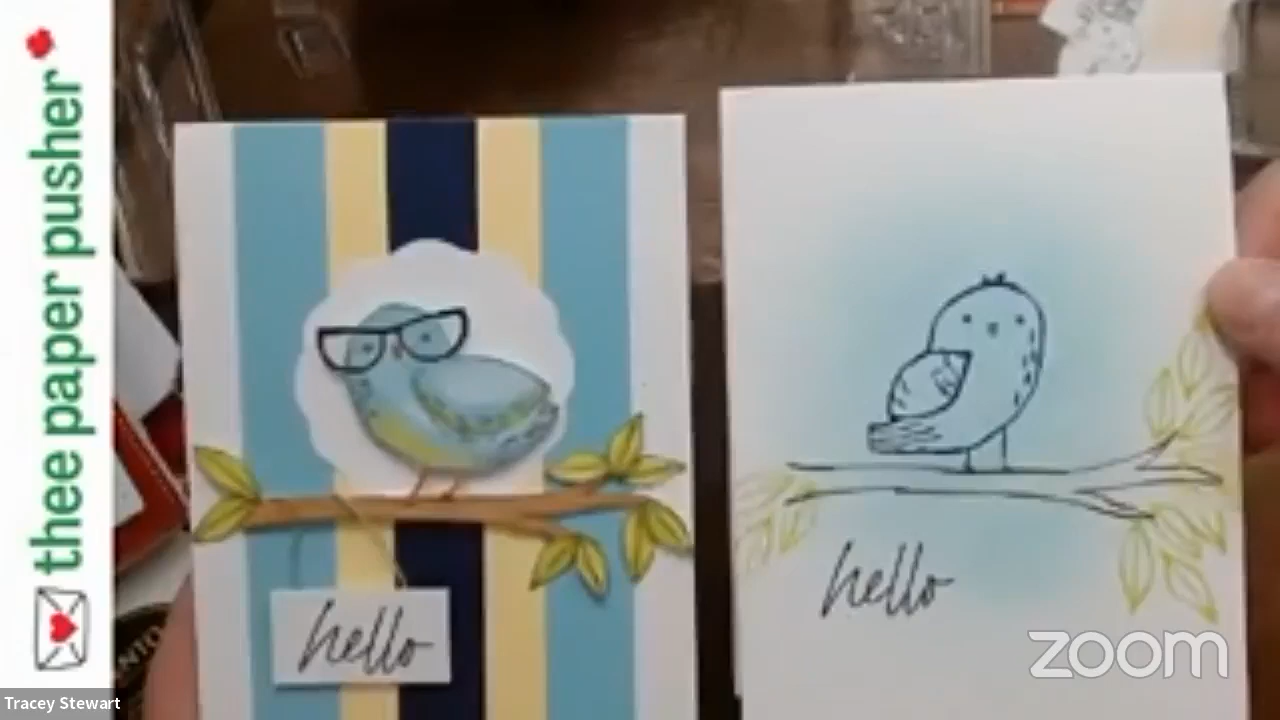 thee paper pusher
hello
hello
zoom
Tracey Stewart